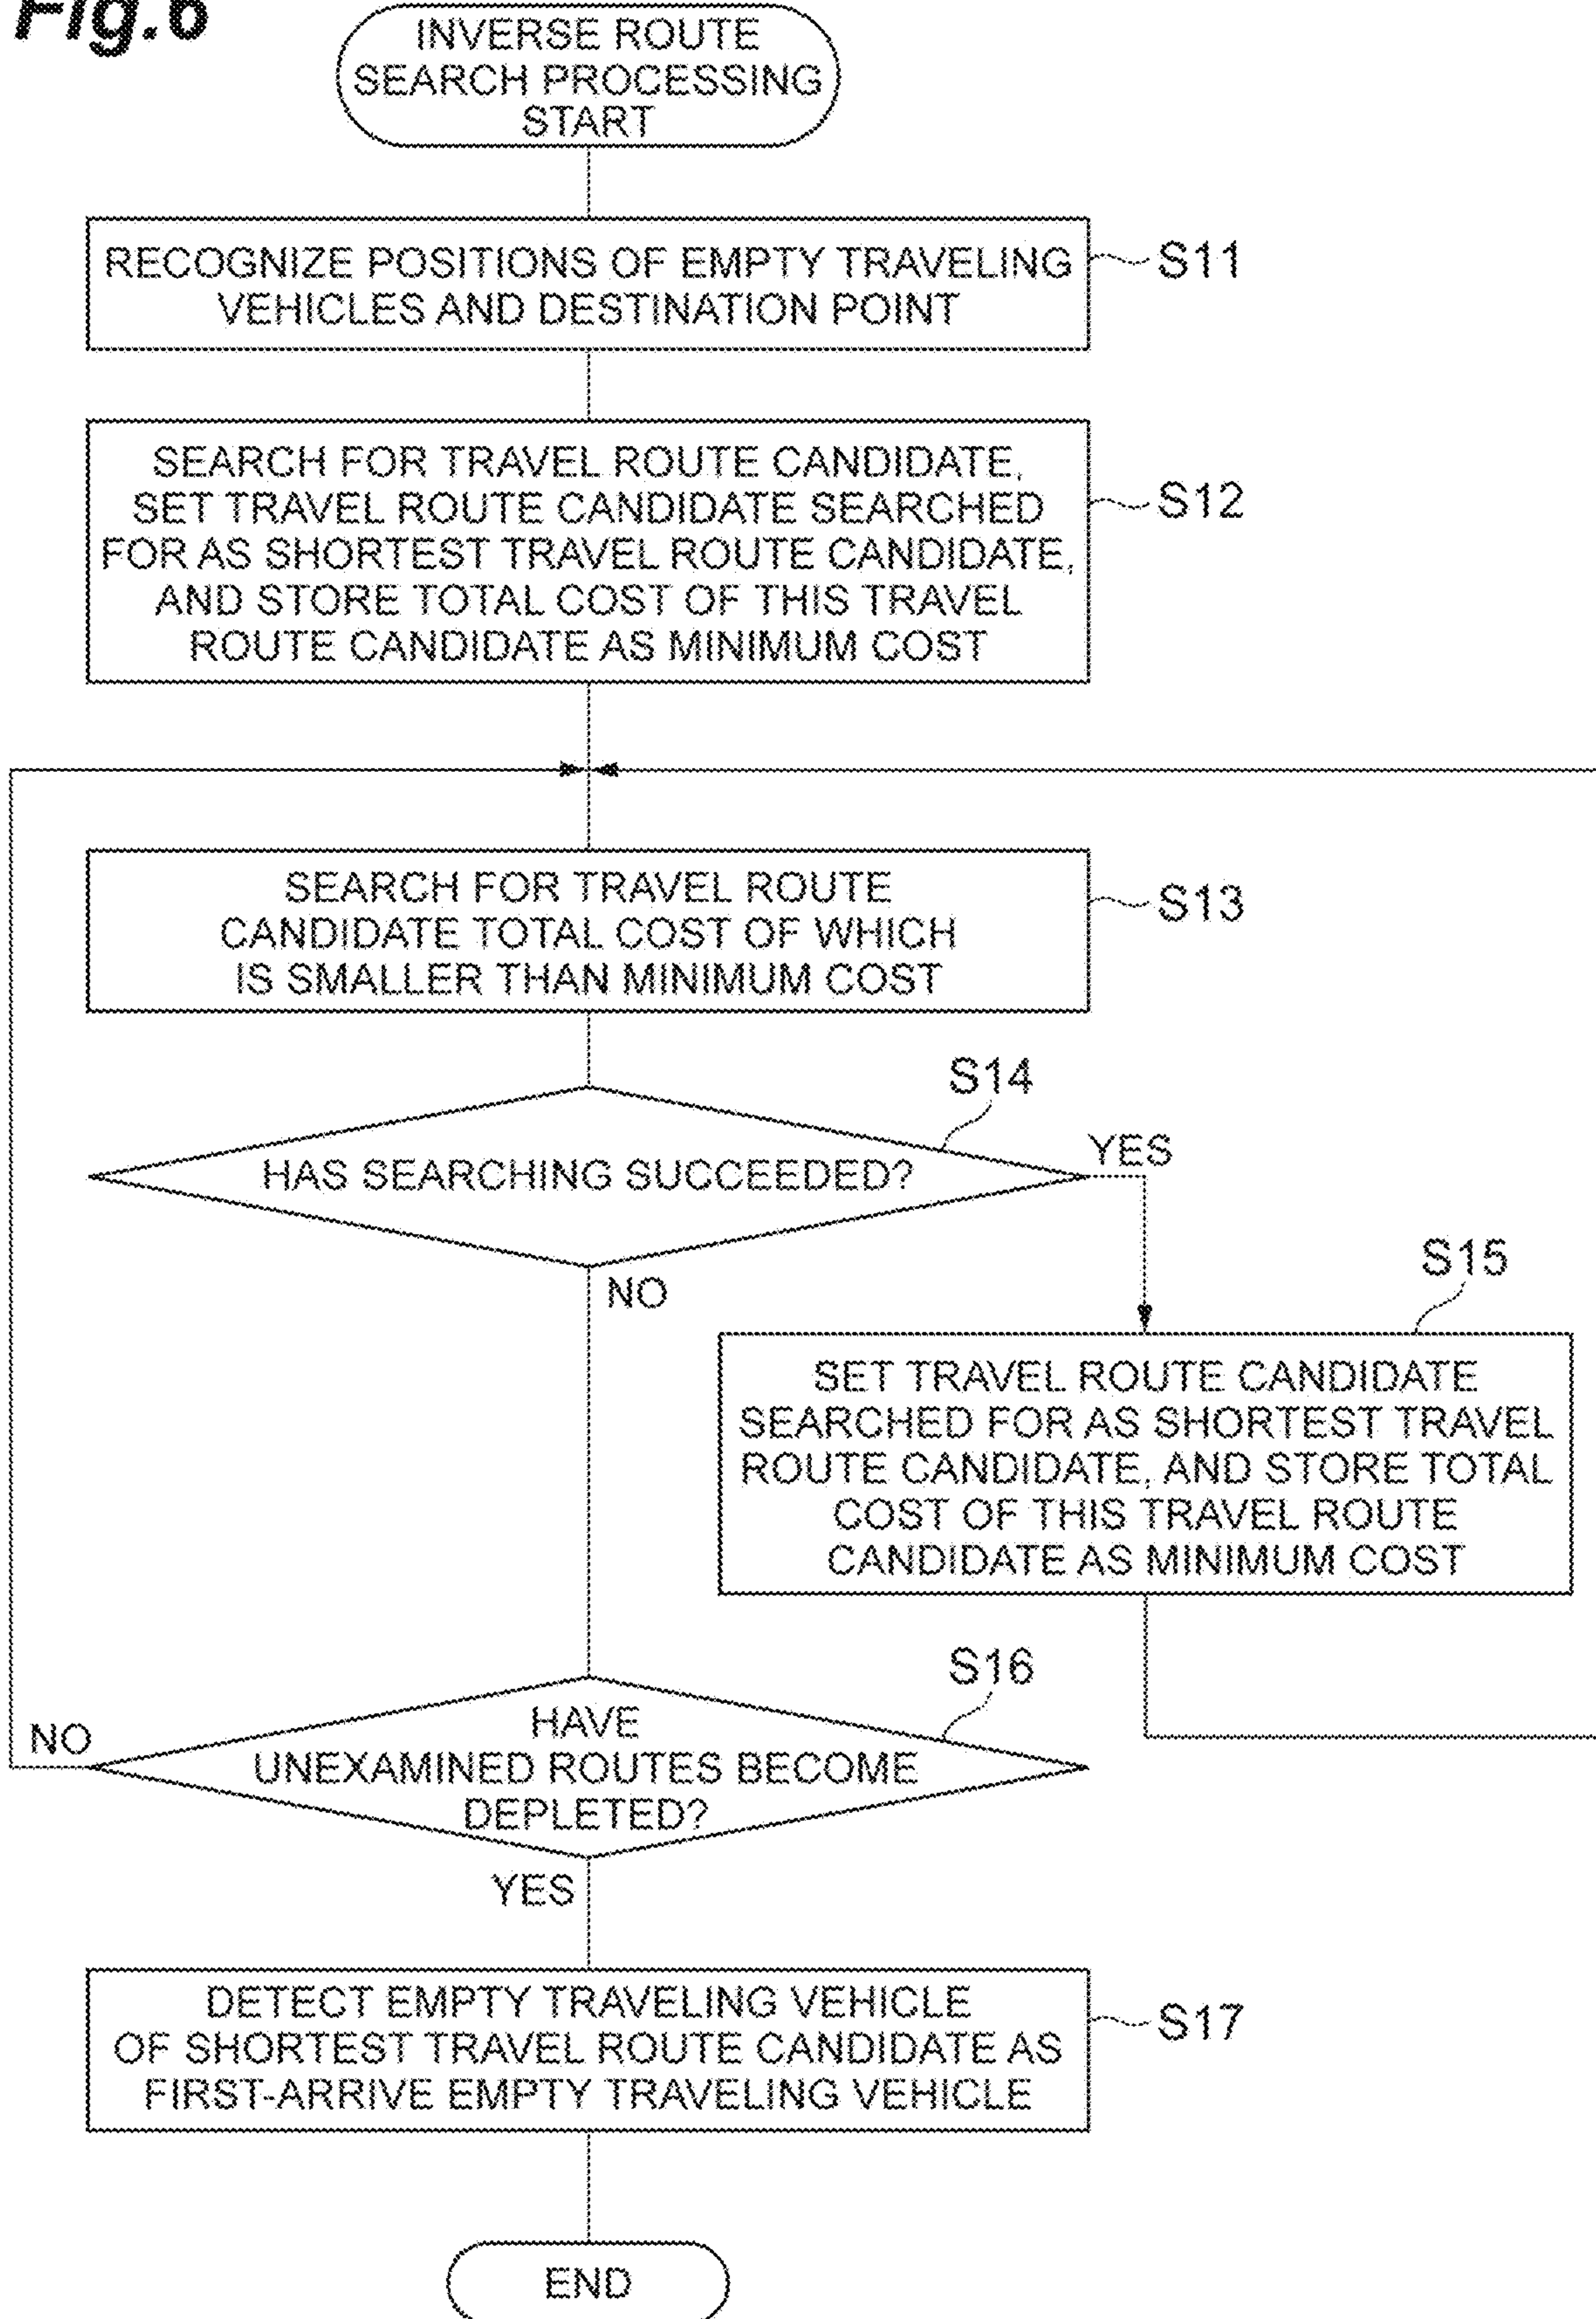 Fig.6
INVERSE ROUTE
SEARCH PROCESSING
START
RECOGNIZE POSITIONS OF EMPTY TRAVELING
VEHICLES AND DESTINATION POINT
S11
SEARCH FOR TRAVEL ROUTE CANDIDATE,
SET TRAVEL ROUTE CANDIDATE SEARCHED
FOR AS SHORTEST TRAVEL ROUTE CANDIDATE,
AND STORE TOTAL COST OF THIS TRAVEL
ROUTE CANDIDATE AS MINIMUM COST
S12
SEARCH FOR TRAVEL ROUTE
CANDIDATE TOTAL COST OF WHICH
IS SMALLER THAN MINIMUM COST
S13
S14
HAS SEARCHING SUCCEEDED?
YES
NO
S15
SET TRAVEL ROUTE CANDIDATE
SEARCHED FOR AS SHORTEST TRAVEL
ROUTE CANDIDATE, AND STORE TOTAL
COST OF THIS TRAVEL ROUTE
CANDIDATE AS MINIMUM COST
S16
HAVE
UNEXAMINED ROUTES BECOME
DEPLETED?
NO
YES
DETECT EMPTY TRAVELING VEHICLE
OF SHORTEST TRAVEL ROUTE CANDIDATE AS
FIRST-ARRIVE EMPTY TRAVELING VEHICLE
S17
END